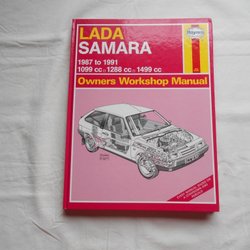 LADA
SAMARA
Haynes
1987 to 1991
1099 cc □ 1288 cc □ 1499 cc
Owners Workshop Manual